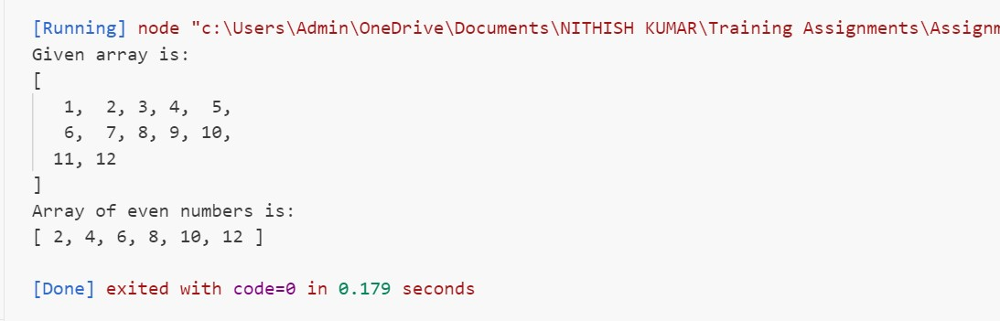 [Running] node "c:\Users\Admin\OneDrive\Documents\NITHISH KUMAR\Training Assignments\Assignm
Given array is:
[
   1,  2, 3, 4,  5,
   6,  7, 8, 9, 10,
  11, 12
]
Array of even numbers is:
[ 2, 4, 6, 8, 10, 12 ]
[Done] exited with code=0 in 0.179 seconds